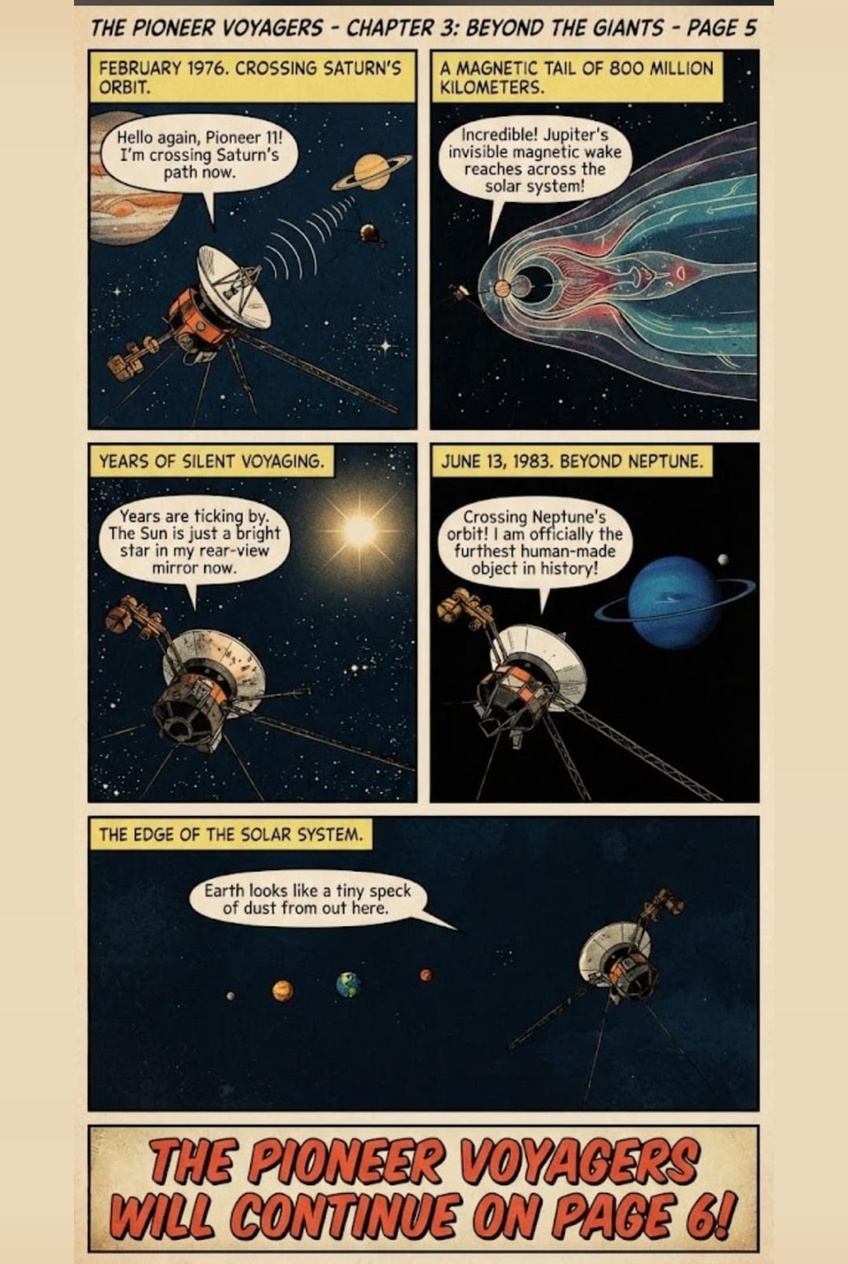 THE PIONEER VOYAGERS - CHAPTER 3: BEYOND THE GIANTS - PAGE 5
FEBRUARY 1976. CROSSING SATURN'S
ORBIT.
Hello again, Pioneer 11!
I'm crossing Saturn's
path now.
A MAGNETIC TAIL OF 800 MILLION
KILOMETERS.
Incredible! Jupiter's
invisible magnetic wake
reaches across the
solar system!
YEARS OF SILENT VOYAGING.
Years are ticking by.
The Sun is just a bright
star in my rear-view
mirror now.
JUNE 13, 1983. BEYOND NEPTUNE.
Crossing Neptune's
orbit! I am officially the
furthest human-made
object in history!
THE EDGE OF THE SOLAR SYSTEM.
Earth looks like a tiny speck
of dust from out here.
THE PIONEER VOYAGERS
WILL CONTINUE ON PAGE 6!